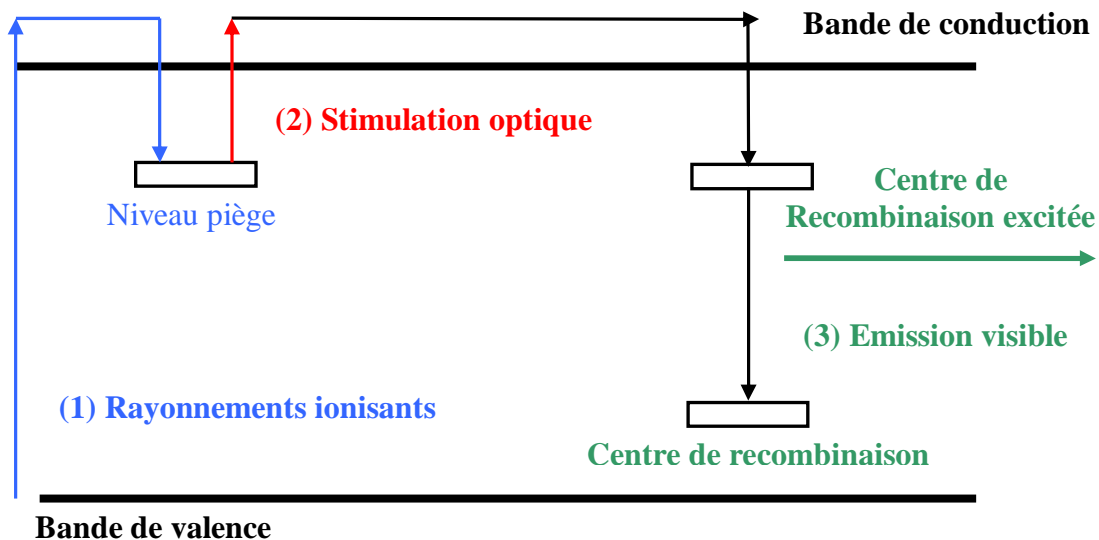 Bande de conduction
(2) Stimulation optique
Niveau piège
Centre de
Recombinaison excitée
(3) Emission visible
(1) Rayonnements ionisants
Centre de recombinaison
Bande de valence